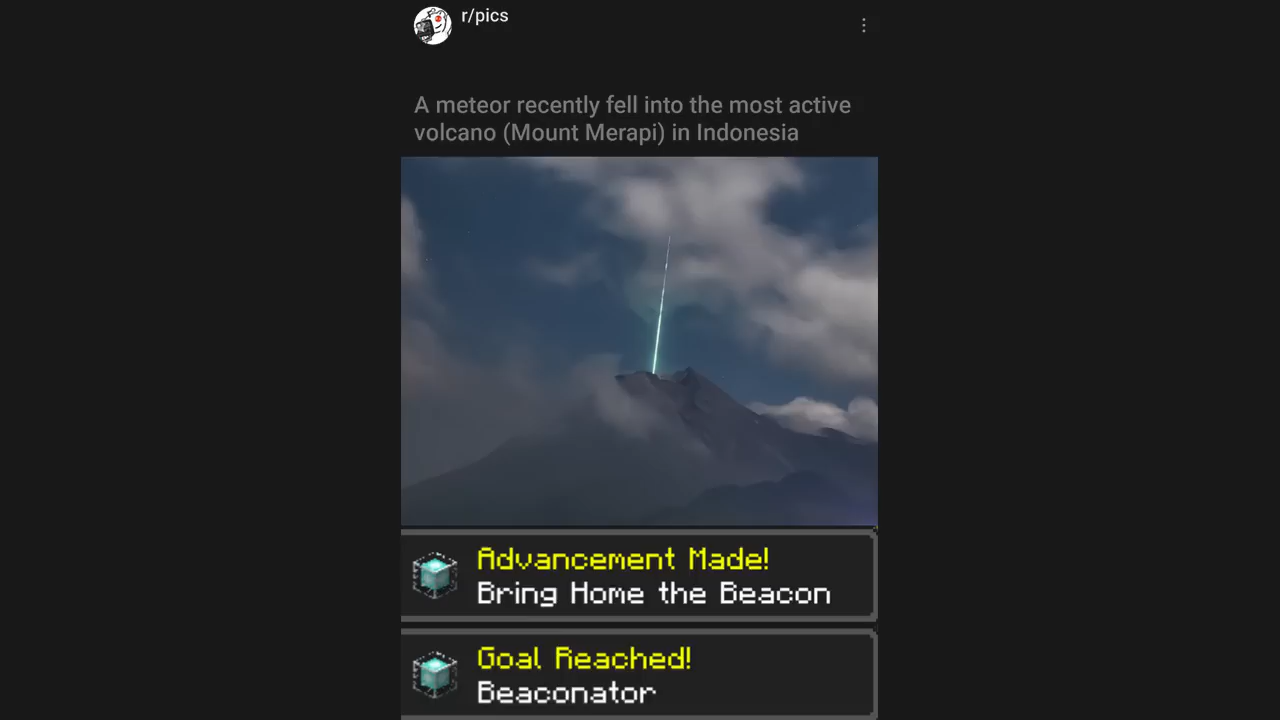 r/pics
A meteor recently fell into the most active
volcano (Mount Merapi) in Indonesia
Advancement Made!
Bring Home the Beacon
Goal Reached!
Beaconator